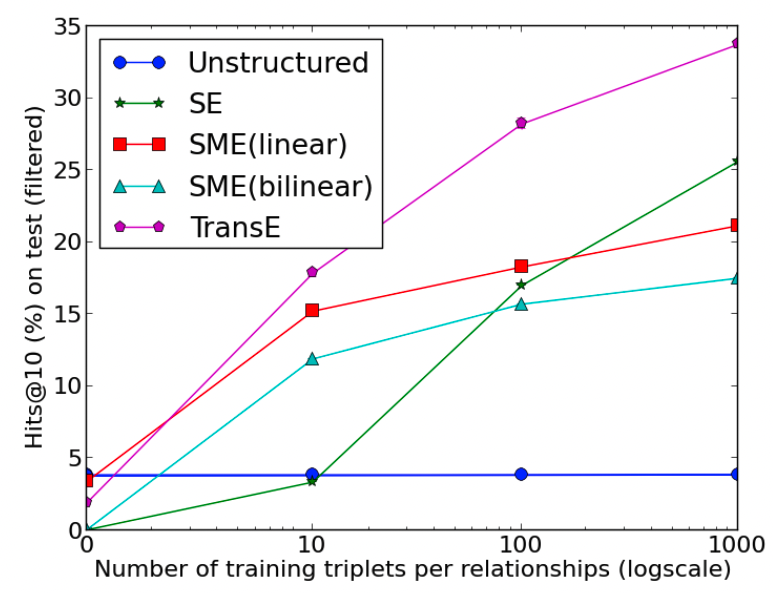 35
30
25
20
15
10
5
0
Hits@10 (%) on test (filtered)
Unstructured
SE
SME(linear)
SME(bilinear)
TransE
0 10 100 1000
Number of training triplets per relationships (logscale)